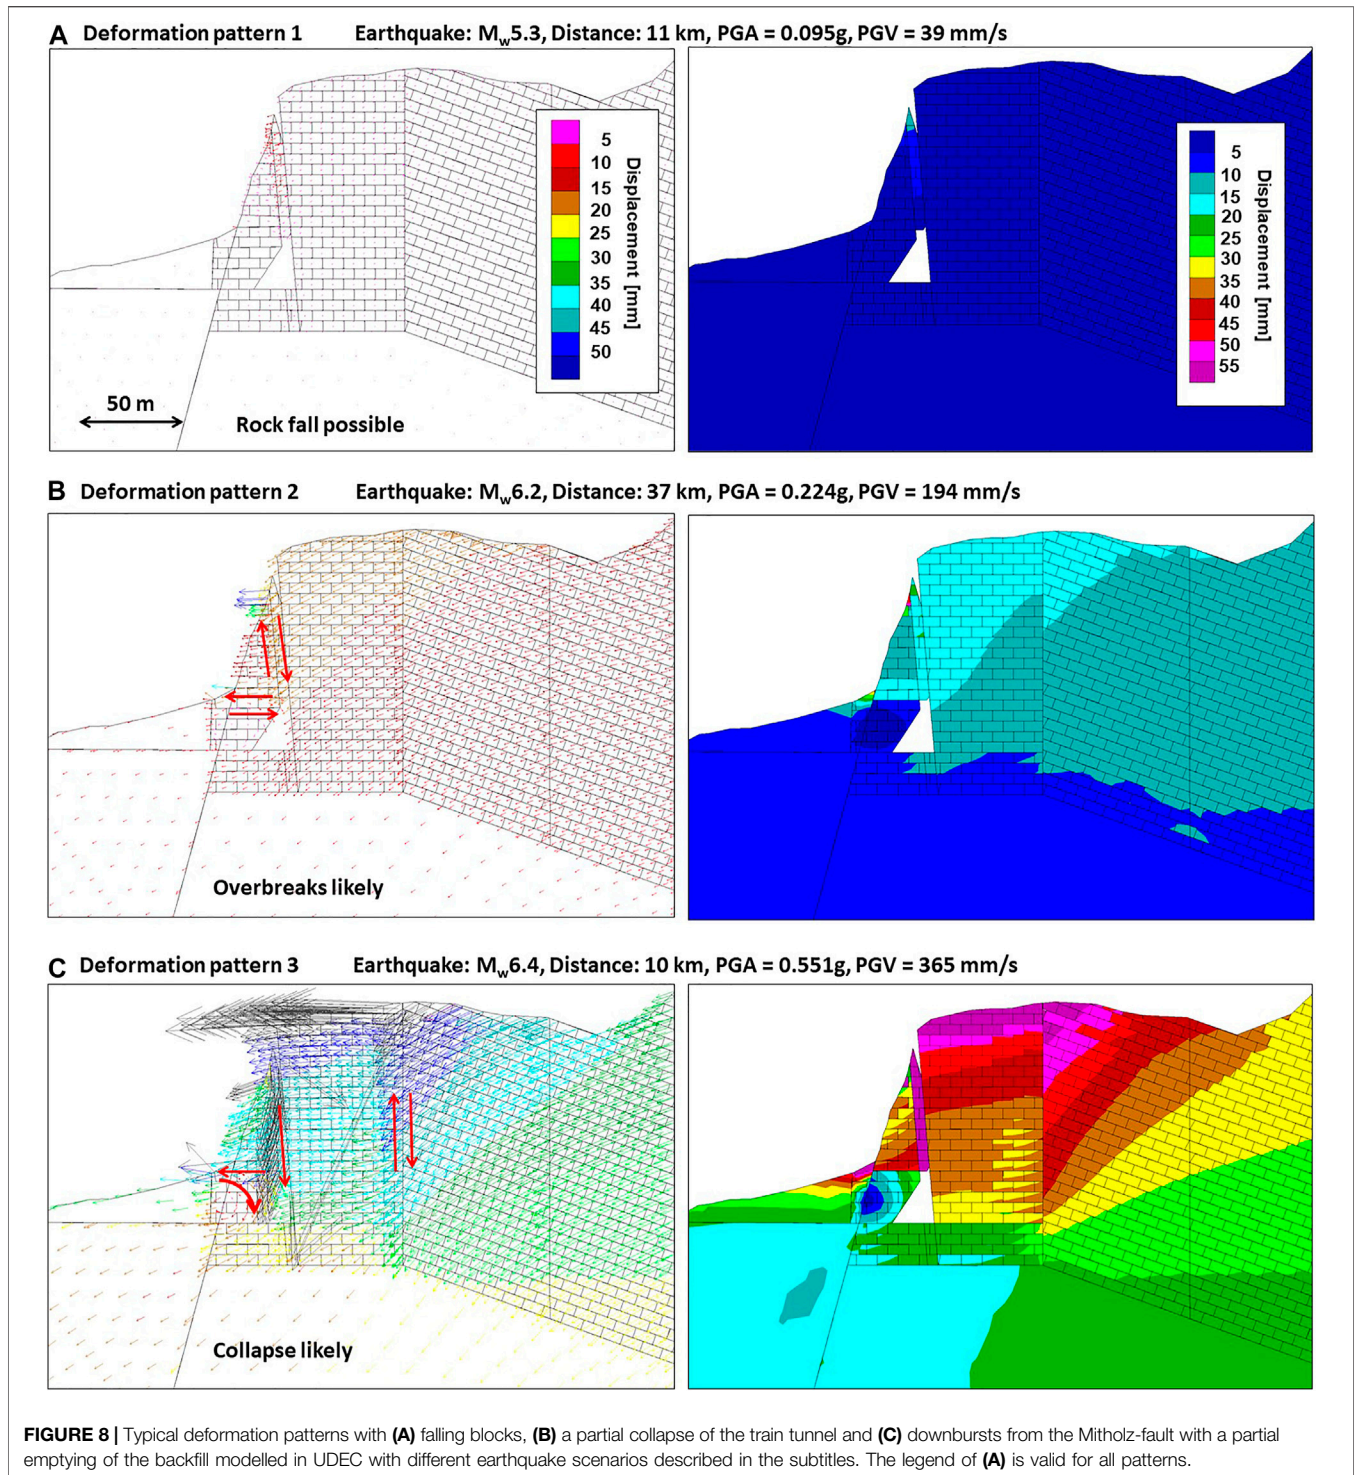 A Deformation pattern 1 Earthquake: Mw5.3, Distance: 11 km, PGA = 0.095g, PGV = 39 mm/s
5
10
15
20
25
30
35
40
45
50
Displacement [mm]
5
10
15
20
25
30
35
40
45
50
55
Displacement [mm]
50 m
Rock fall possible
B Deformation pattern 2 Earthquake: Mw6.2, Distance: 37 km, PGA = 0.224g, PGV = 194 mm/s
Overbreaks likely
C Deformation pattern 3 Earthquake: Mw6.4, Distance: 10 km, PGA = 0.551g, PGV = 365 mm/s
Collapse likely
FIGURE 8 | Typical deformation patterns with (A) falling blocks, (B) a partial collapse of the train tunnel and (C) downbursts from the Mitholz-fault with a partial
emptying of the backfill modelled in UDEC with different earthquake scenarios described in the subtitles. The legend of (A) is valid for all patterns.